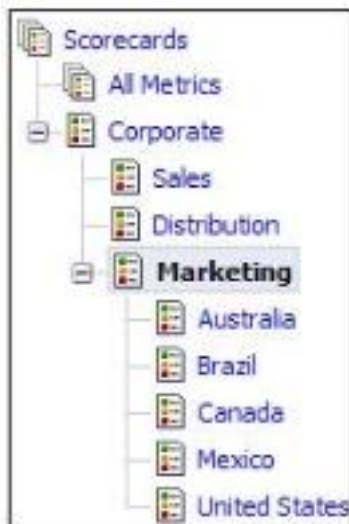 Scorecards
All Metrics
Corporate
Sales
Distribution
Marketing
Australia
Brazil
Canada
Mexico
United States